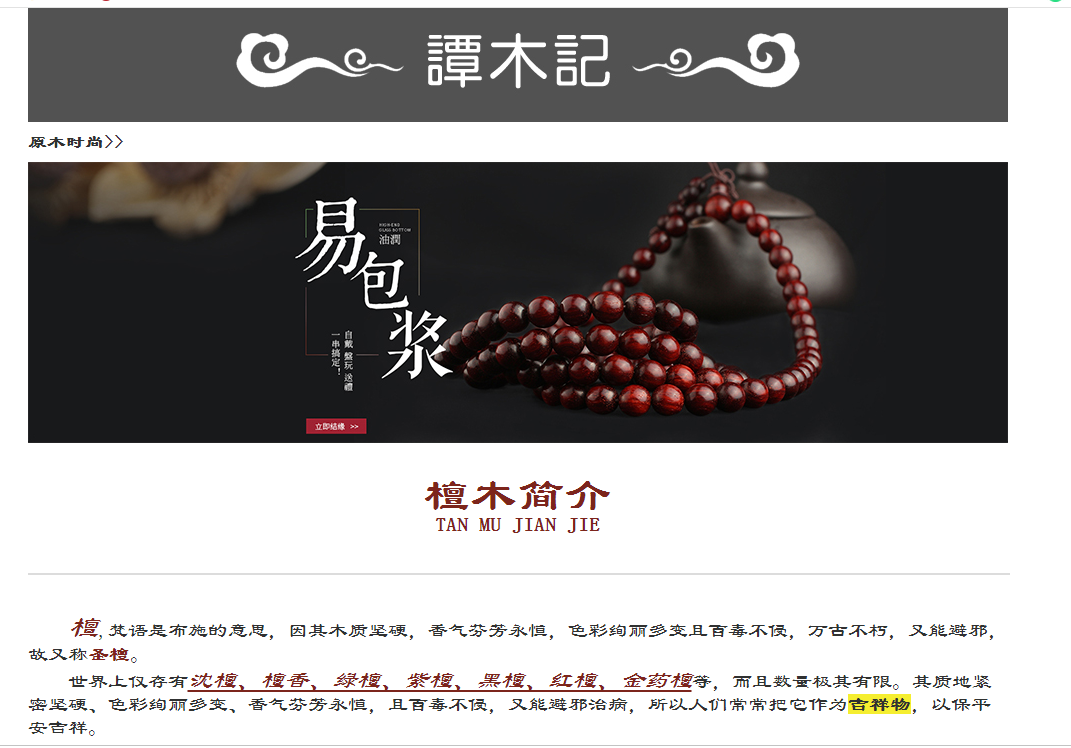 譚木記
原木时尚>>
易包浆
HIGH-END
GLASS BOTTOM
油潤
自戴 盤玩 送禮
一串搞定！
立即结缘 >>
檀木简介
TAN MU JIAN JIE
檀, 梵语是布施的意思，因其木质坚硬，香气芬芳永恒，色彩绚丽多变且百毒不侵，万古不朽，又能避邪，
故又称圣檀。
世界上仅存有沈檀、檀香、绿檀、紫檀、黑檀、红檀、金药檀等，而且数量极其有限。其质地紧
密坚硬、色彩绚丽多变、香气芬芳永恒，且百毒不侵，又能避邪治病，所以人们常常把它作为吉祥物，以保平
安吉祥。